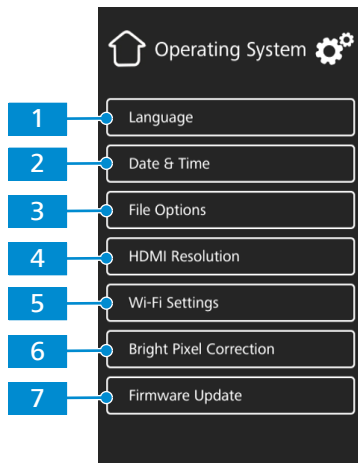 Operating System
1 Language
2 Date & Time
3 File Options
4 HDMI Resolution
5 Wi-Fi Settings
6 Bright Pixel Correction
7 Firmware Update